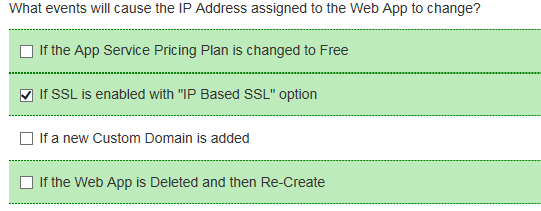 What events will cause the IP Address assigned to the Web App to change?
If the App Service Pricing Plan is changed to Free
If SSL is enabled with "IP Based SSL" option
If a new Custom Domain is added
If the Web App is Deleted and then Re-Create